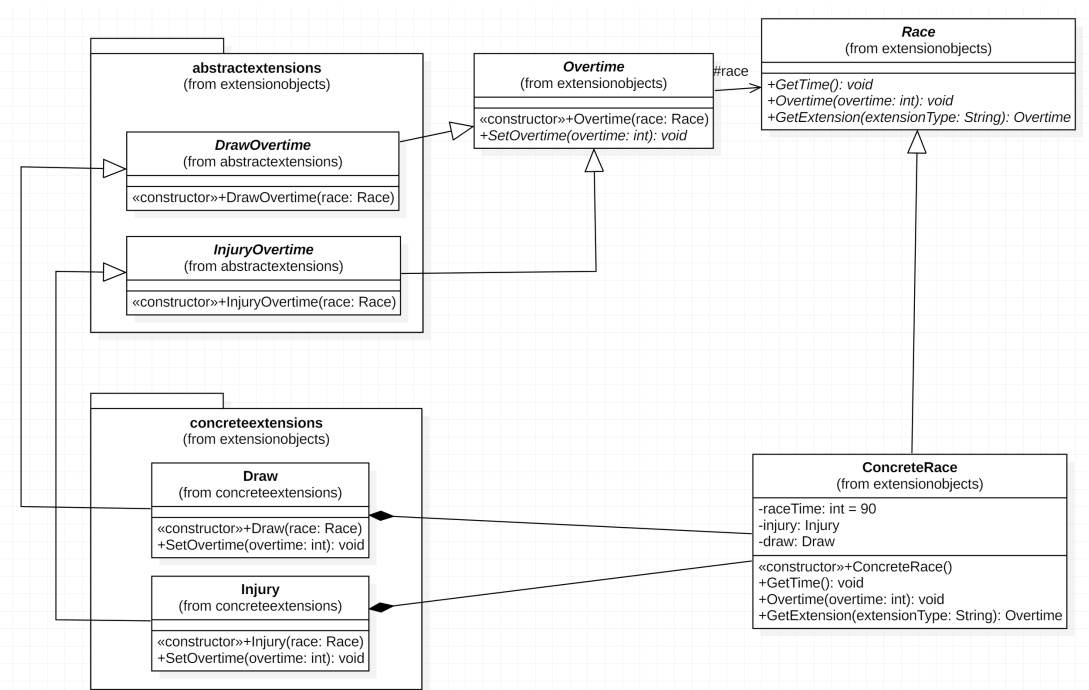 abstractextensions
(from extensionobjects)
DrawOvertime
(from abstractextensions)
«constructor»+DrawOvertime(race: Race)
InjuryOvertime
(from abstractextensions)
«constructor»+InjuryOvertime(race: Race)
Overtime
(from extensionobjects)
«constructor»+Overtime(race: Race)
+SetOvertime(overtime: int): void
#race
Race
(from extensionobjects)
+GetTime(): void
+Overtime(overtime: int): void
+GetExtension(extensionType: String): Overtime
concreteextensions
(from extensionobjects)
Draw
(from concreteextensions)
«constructor»+Draw(race: Race)
+SetOvertime(overtime: int): void
Injury
(from concreteextensions)
«constructor»+Injury(race: Race)
+SetOvertime(overtime: int): void
ConcreteRace
(from extensionobjects)
-raceTime: int = 90
-injury: Injury
-draw: Draw
«constructor»+ConcreteRace()
+GetTime(): void
+Overtime(overtime: int): void
+GetExtension(extensionType: String): Overtime